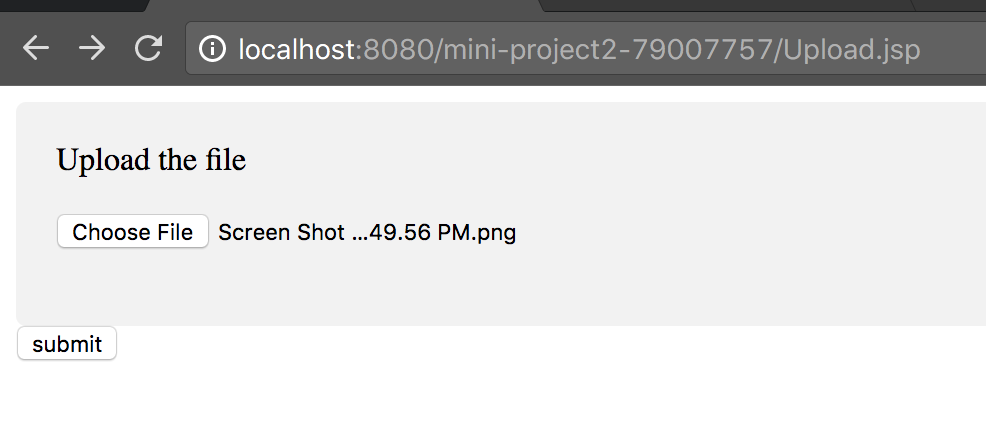 localhost:8080/mini-project2-79007757/Upload.jsp
Upload the file
Choose File Screen Shot ...49.56 PM.png
submit